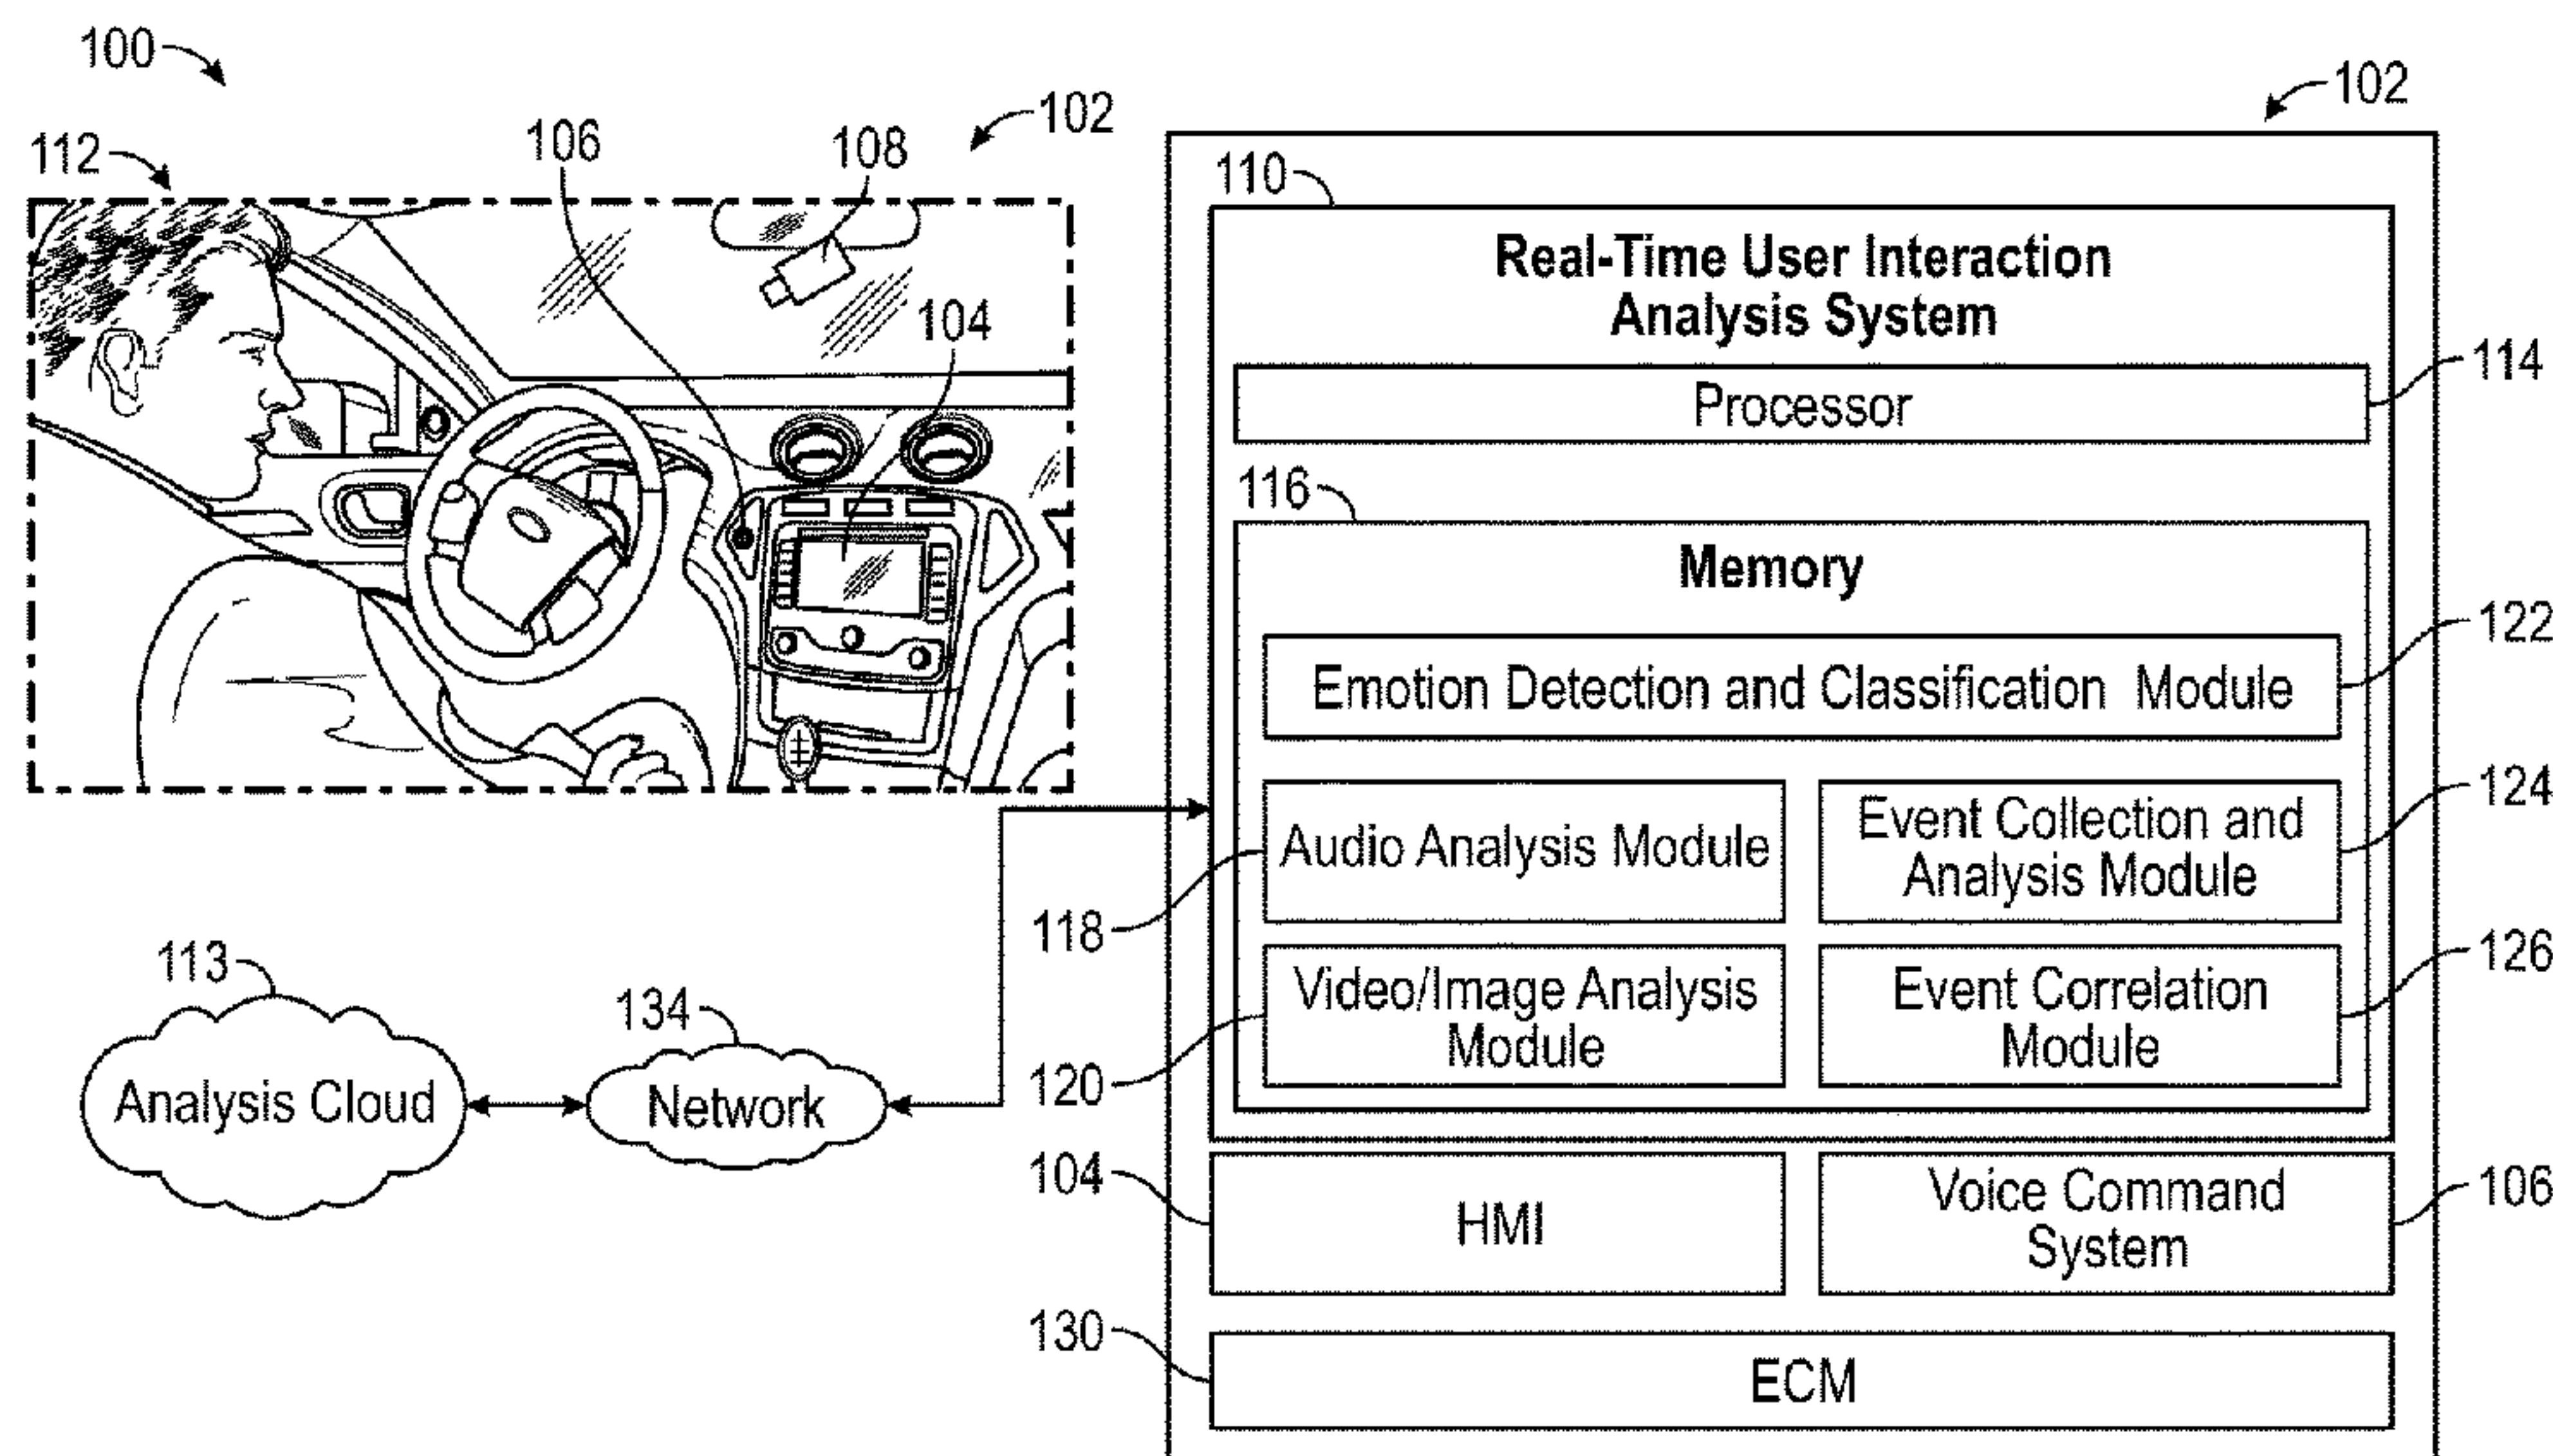 100
102
102
112
106
108
110
104
Real-Time User Interaction
Analysis System
114
Processor
116
Memory
122
Emotion Detection and Classification Module
124
Audio Analysis Module
Event Collection and
Analysis Module
118
126
Video/Image Analysis
Module
Event Correlation
Module
120
113
134
Analysis Cloud
Network
104
HMI
Voice Command
System
106
130
ECM